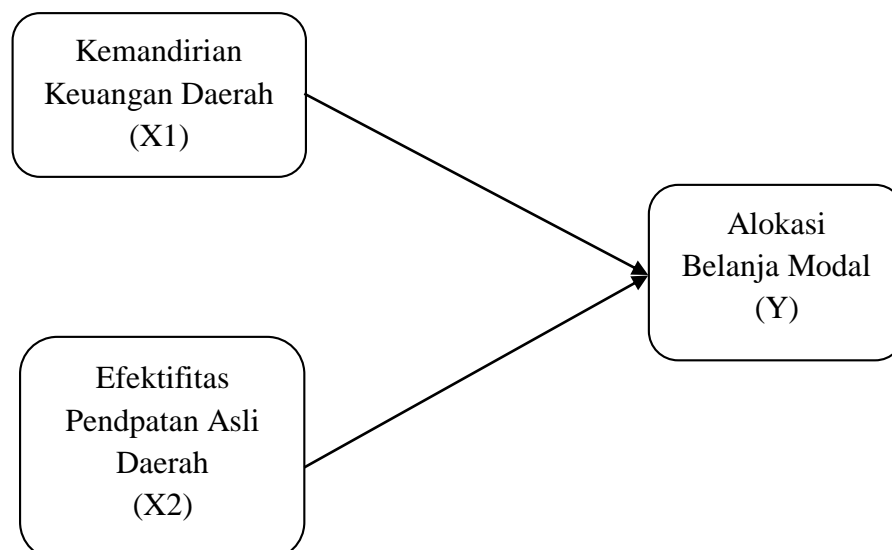 Kemandirian
Keuangan Daerah
(X1)
Alokasi
Belanja Modal
(Y)
Efektifitas
Pendpatan Asli
Daerah
(X2)